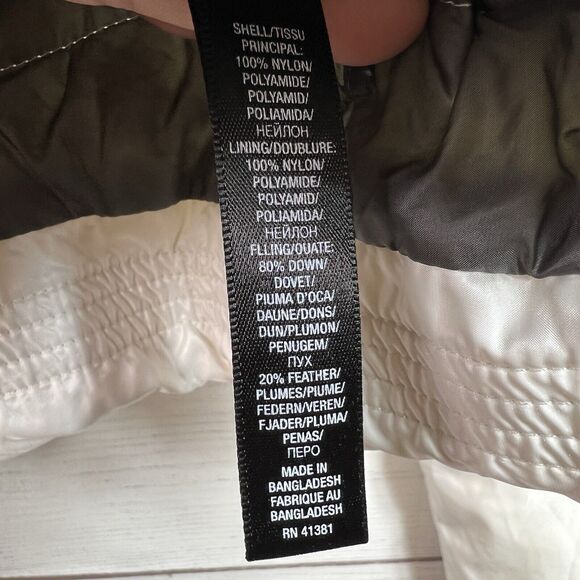 SHELL/TISSU
PRINCIPAL:
100% NYLON/
POLYAMIDE/
POLYAMID/
POLIAMIDA/
НЕЙЛОН
LINING/DOUBLURE:
100% NYLON/
POLYAMIDE/
POLYAMID/
POLIAMIDA/
НЕЙЛОН
FLLING/OUATE:
80% DOWN/
DOVET/
PIUMA D'OCA/
DAUNE/DONS/
DUN/PLUMON/
PENUGEM/
ПУХ
20% FEATHER/
PLUMES/PIUME/
FEDERN/VEREN/
FJADER/PLUMA/
PENAS/
ПЕРО
MADE IN
BANGLADESH
FABRIQUE AU
BANGLADESH
RN 41381